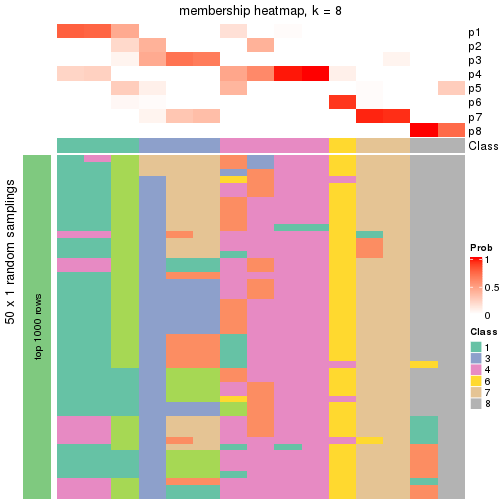 membership heatmap, k = 8
p1
p2
p3
p4
p5
p6
p7
p8
Class
50 x 1 random samplings
top 1000 rows
Prob
1
0.5
0
Class
1
3
4
6
7
8